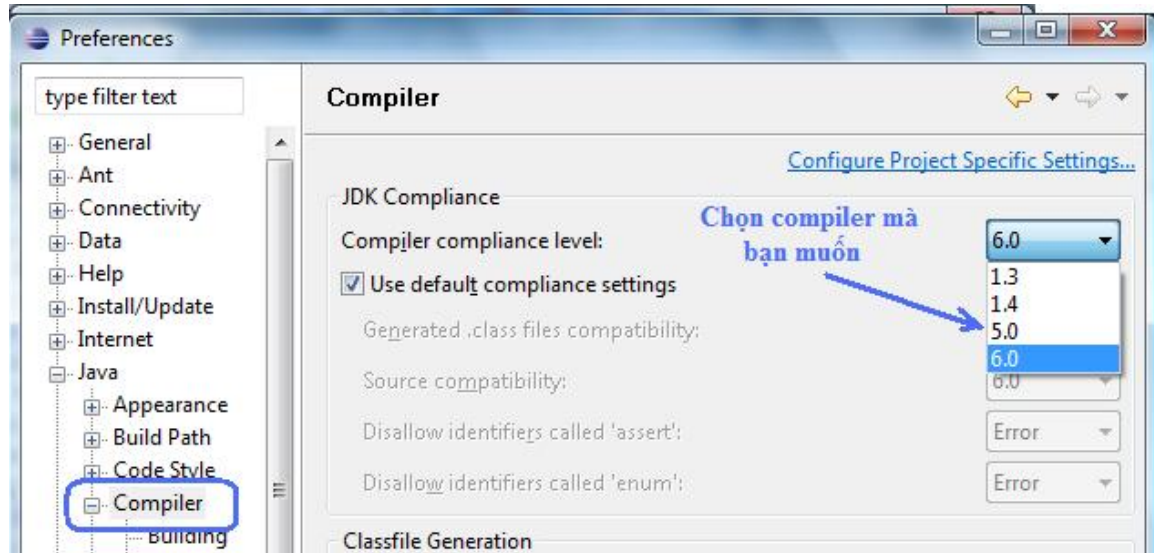 Preferences
type filter text
General
Ant
Connectivity
Data
Help
Install/Update
Internet
Java
Appearance
Build Path
Code Style
Compiler
Building
Compiler
Configure Project Specific Settings...
JDK Compliance
Compiler compliance level:
6.0
1.3
1.4
5.0
6.0
Chọn compiler mà
bạn muốn
Use default compliance settings
Generated .class files compatibility:
Source compatibility:
6.0
Disallow identifiers called 'assert':
Error
Disallow identifiers called 'enum':
Error
Classfile Generation